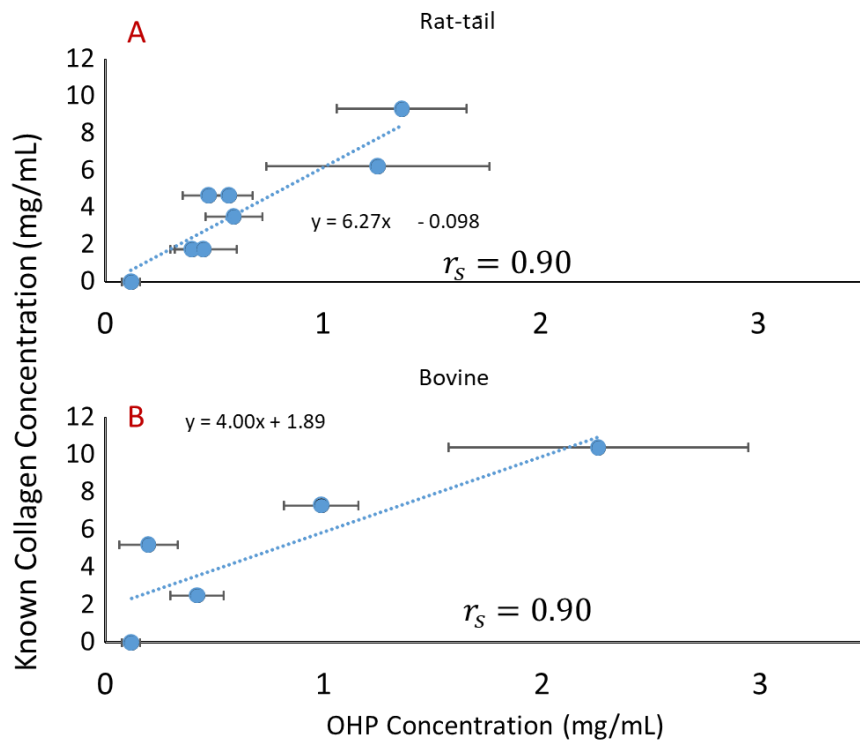 A
Rat-tail
12
10
8
6
4
2
0
y = 6.27x - 0.098
r_s = 0.90
0 1 2 3
Known Collagen Concentration (mg/mL)
Bovine
B
y = 4.00x + 1.89
12
10
8
6
4
2
0
r_s = 0.90
0 1 2 3
OHP Concentration (mg/mL)